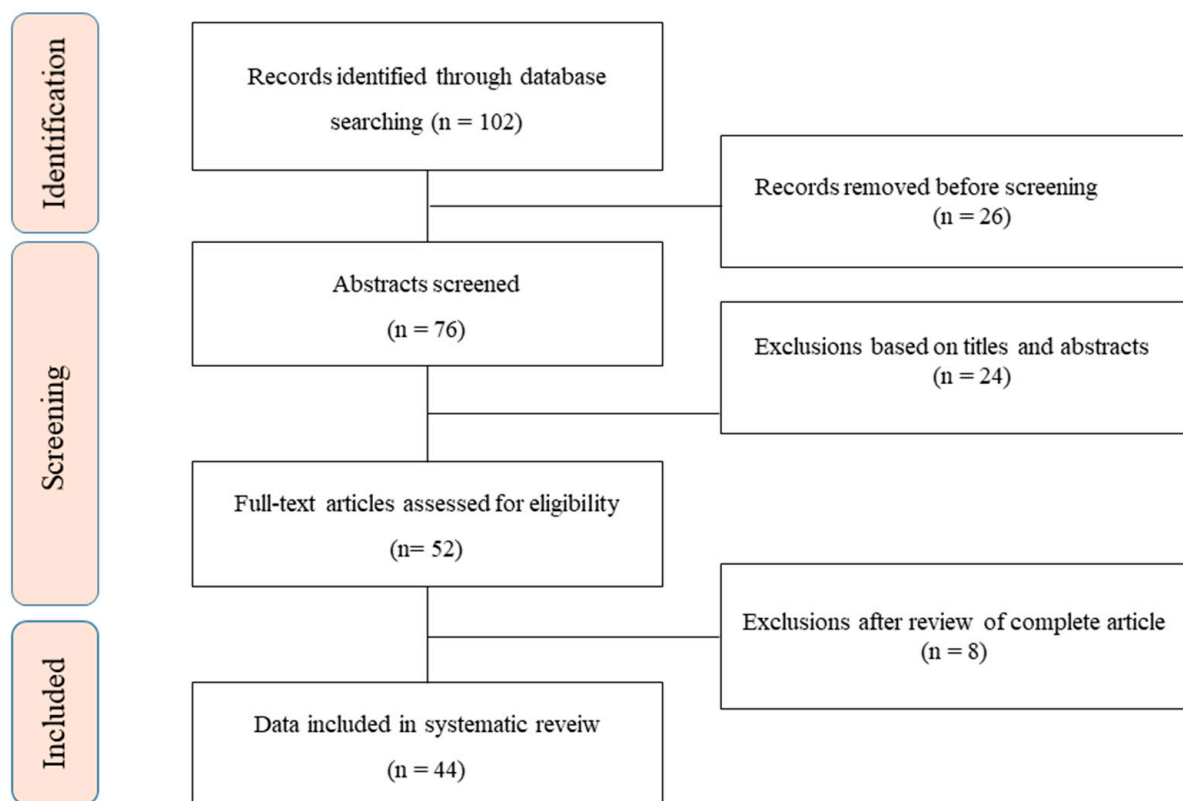 Identification
Records identified through database
searching (n = 102)
Records removed before screening
(n = 26)
Screening
Abstracts screened
(n = 76)
Exclusions based on titles and abstracts
(n = 24)
Full-text articles assessed for eligibility
(n= 52)
Exclusions after review of complete article
(n = 8)
Included
Data included in systematic reveiw
(n = 44)